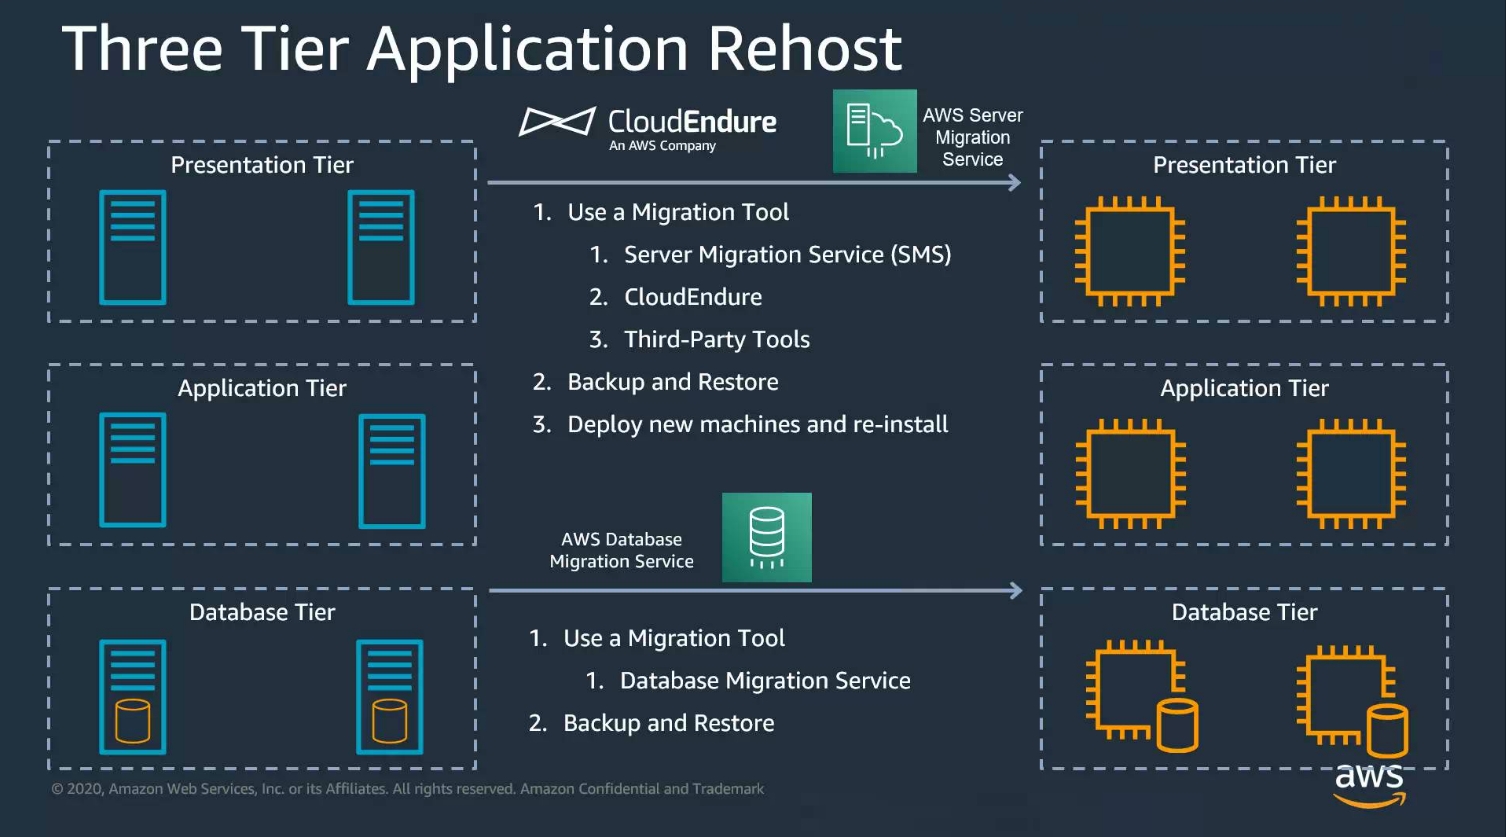 Three Tier Application Rehost
CloudEndure
An AWS Company
AWS Server
Migration
Service
Presentation Tier
Presentation Tier
1. Use a Migration Tool
1. Server Migration Service (SMS)
2. CloudEndure
3. Third-Party Tools
2. Backup and Restore
3. Deploy new machines and re-install
Application Tier
Application Tier
AWS Database
Migration Service
Database Tier
Database Tier
1. Use a Migration Tool
1. Database Migration Service
2. Backup and Restore
© 2020, Amazon Web Services, Inc. or its Affiliates. All rights reserved. Amazon Confidential and Trademark
aws